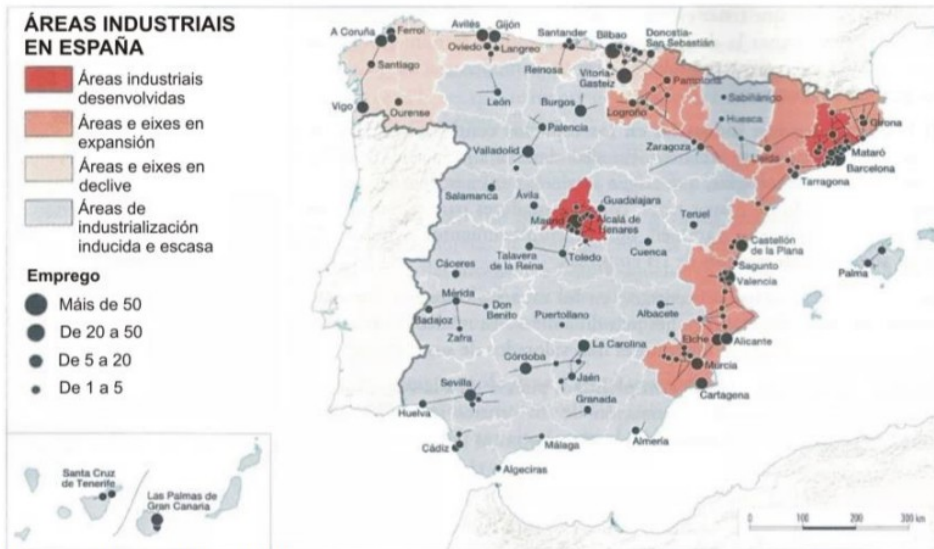 ÁREAS INDUSTRIAIS
EN ESPAÑA
Áreas industriais
desenvolvidas
Áreas e eixes en
expansión
Áreas e eixes en
declive
Áreas de
industrialización
inducida e escasa
Emprego
Máis de 50
De 20 a 50
De 5 a 20
De 1 a 5
A Coruña
Ferrol
Avilés
Gijón
Santander
Bilbao
Donostia-
San Sebastián
Oviedo
Langreo
Santiago
Reinosa
Vitoria-
Gasteiz
Pamplona
Vigo
Ourense
León
Burgos
Logroño
Sabiñánigo
Huesca
Girona
Palencia
Valladolid
Zaragoza
Lleida
Mataró
Barcelona
Tarragona
Salamanca
Ávila
Guadalajara
Madrid
Alcalá de
Henares
Teruel
Talavera
de la Reina
Toledo
Cuenca
Castellón
de la Plana
Sagunto
Valencia
Palma
Cáceres
Mérida
Don
Benito
Badajoz
Zafra
Puertollano
Albacete
La Carolina
Elche
Alicante
Córdoba
Jaén
Murcia
Cartagena
Sevilla
Granada
Huelva
Cádiz
Málaga
Almería
Algeciras
Santa Cruz
de Tenerife
Las Palmas de
Gran Canaria
0 100 200 300 km